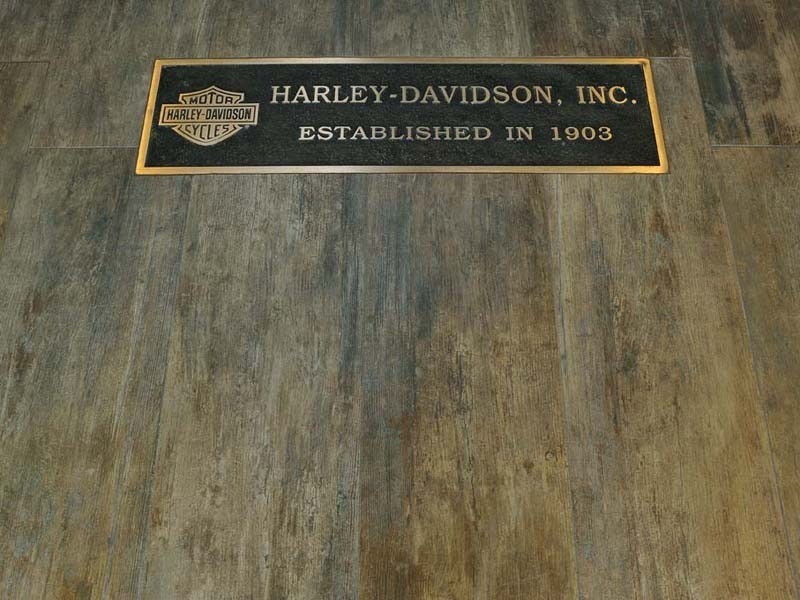 MOTOR
HARLEY-DAVIDSON
CYCLES
HARLEY-DAVIDSON, INC.
ESTABLISHED IN 1903